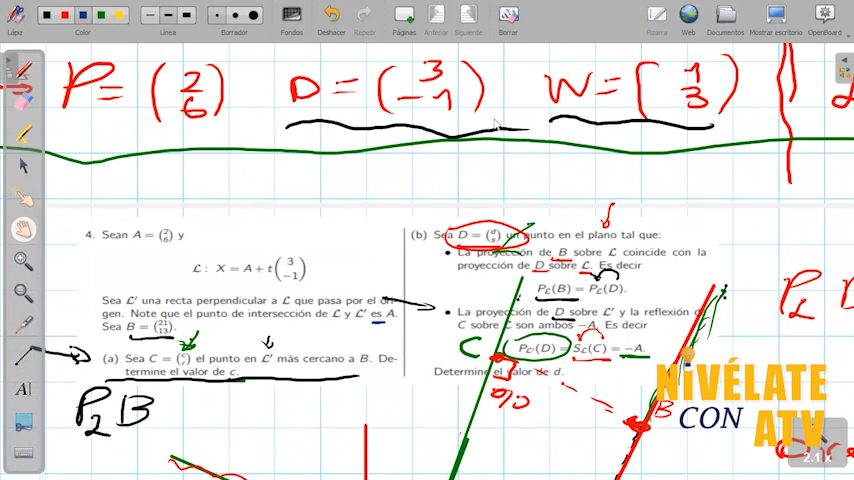 Lápiz Color Borrador Fondos Deshacer Repetir Páginas Anterior Siguiente Borrar Pizarra Web Documentos Mostrar escritorio OpenBoard
P = (2 6) D = (3 -1) W = (1 3)
4. Sean A = (2 6) y
L : X = A + t (3 -1)
Sea L' una recta perpendicular a L que pasa por el origen. Note que el punto de intersección de L y L' es A.
Sea B = (21 13).
(a) Sea C = el punto en L' más cercano a B. De-
termine el valor de c.
P B
(b) Sea D = (d s) un punto en el plano tal que:
• La proyección de B sobre L coincide con la
proyección de D sobre L. Es decir
P_L(B) = P_L(D).
• La proyección de D sobre L' y la reflexión de
C sobre L son ambos −A. Es decir
P_L'(D) = S_L(C) = −A.
Determine el valor de d.
C
90
B
P_L
NiVÉLATE
CON
ATV
2.1x
A